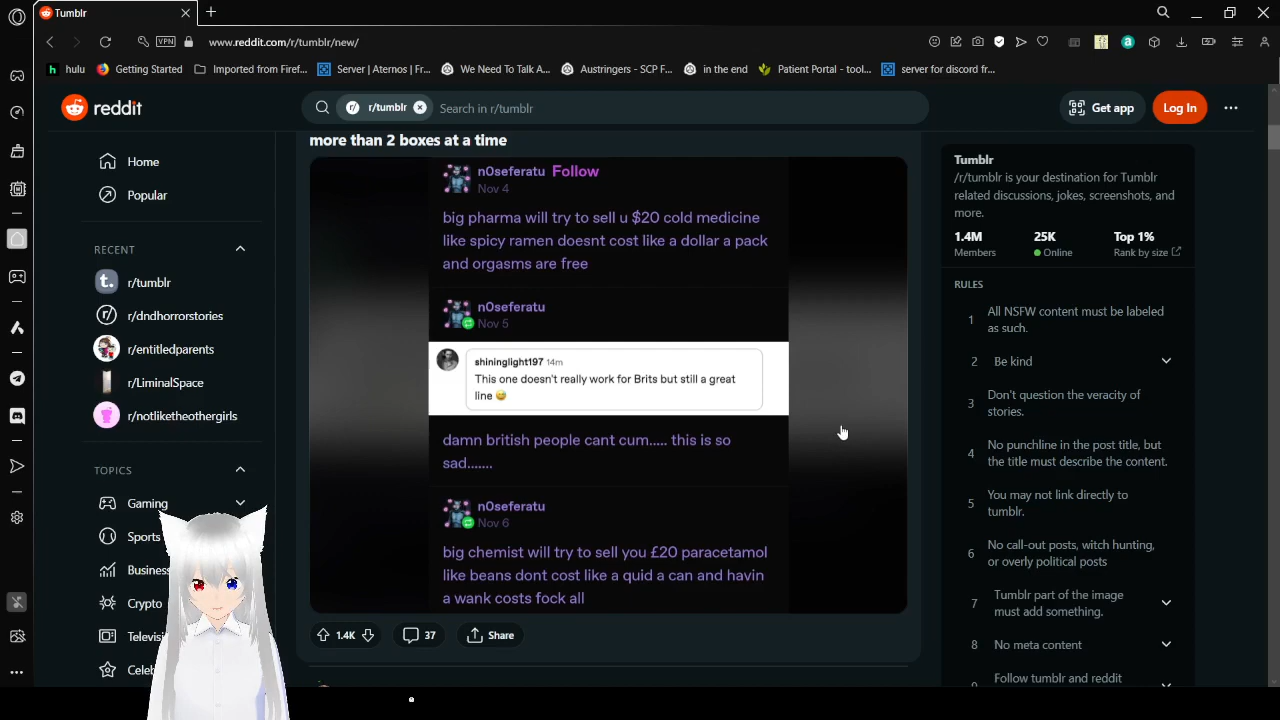 Tumblr
VPN
www.reddit.com/r/tumblr/new/
hulu
Getting Started
Imported from Firef...
Server | Aternos | Fr...
We Need To Talk A...
Austringers - SCP F...
in the end
Patient Portal - tool...
server for discord fr...
reddit
r/tumblr
Search in r/tumblr
Get app
Log In
Home
Popular
RECENT
r/tumblr
r/dndhorrorstories
r/entitledparents
r/LiminalSpace
r/notliketheothergirls
TOPICS
Gaming
Sports
Business
Crypto
Televisi
Celeb
more than 2 boxes at a time
n0seferatu Follow
Nov 4
big pharma will try to sell u $20 cold medicine
like spicy ramen doesnt cost like a dollar a pack
and orgasms are free
n0seferatu
Nov 5
shininglight197 14m
This one doesn't really work for Brits but still a great
line 😅
damn british people cant cum..... this is so
sad.......
n0seferatu
Nov 6
big chemist will try to sell you £20 paracetamol
like beans dont cost like a quid a can and havin
a wank costs fock all
1.4K
37
Share
Tumblr
/r/tumblr is your destination for Tumblr
related discussions, jokes, screenshots, and
more.
1.4M
25K
Top 1%
Members
Online
Rank by size
RULES
1
All NSFW content must be labeled
as such.
2
Be kind
3
Don't question the veracity of
stories.
4
No punchline in the post title, but
the title must describe the content.
5
You may not link directly to
tumblr.
6
No call-out posts, witch hunting,
or overly political posts
7
Tumblr part of the image
must add something.
8
No meta content
Follow tumblr and reddit